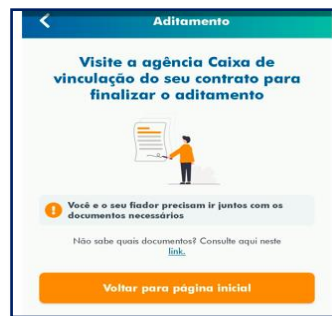 Aditamento
Visite a agência Caixa de
vinculação do seu contrato para
finalizar o aditamento
Você e o seu fiador precisam ir juntos com os
documentos necessários
Não sabe quais documentos? Consulte aqui neste
link.
Voltar para página inicial